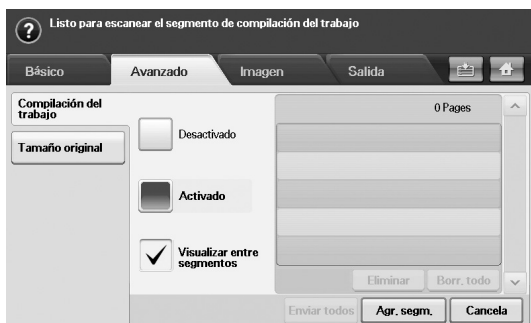 Listo para escanear el segmento de compilación del trabajo
Básico
Avanzado
Imagen
Salida
Compilación del
trabajo
Tamaño original
Desactivado
Activado
Visualizar entre
segmentos
0 Pages
Eliminar
Borr. todo
Enviar todos
Agr. segm.
Cancela